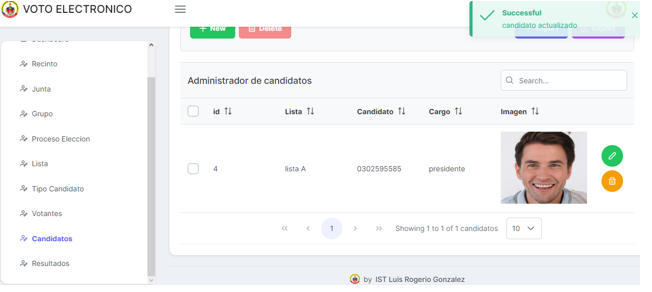 VOTO ELECTRONICO
Successful
candidato actualizado
New
Delete
Recinto
Junta
Grupo
Proceso Eleccion
Lista
Tipo Candidato
Votantes
Candidatos
Resultados
Administrador de candidatos
Search...
id Lista Candidato Cargo Imagen
4 lista A 0302595585 presidente
1 Showing 1 to 1 of 1 candidatos 10
by IST Luis Rogerio Gonzalez